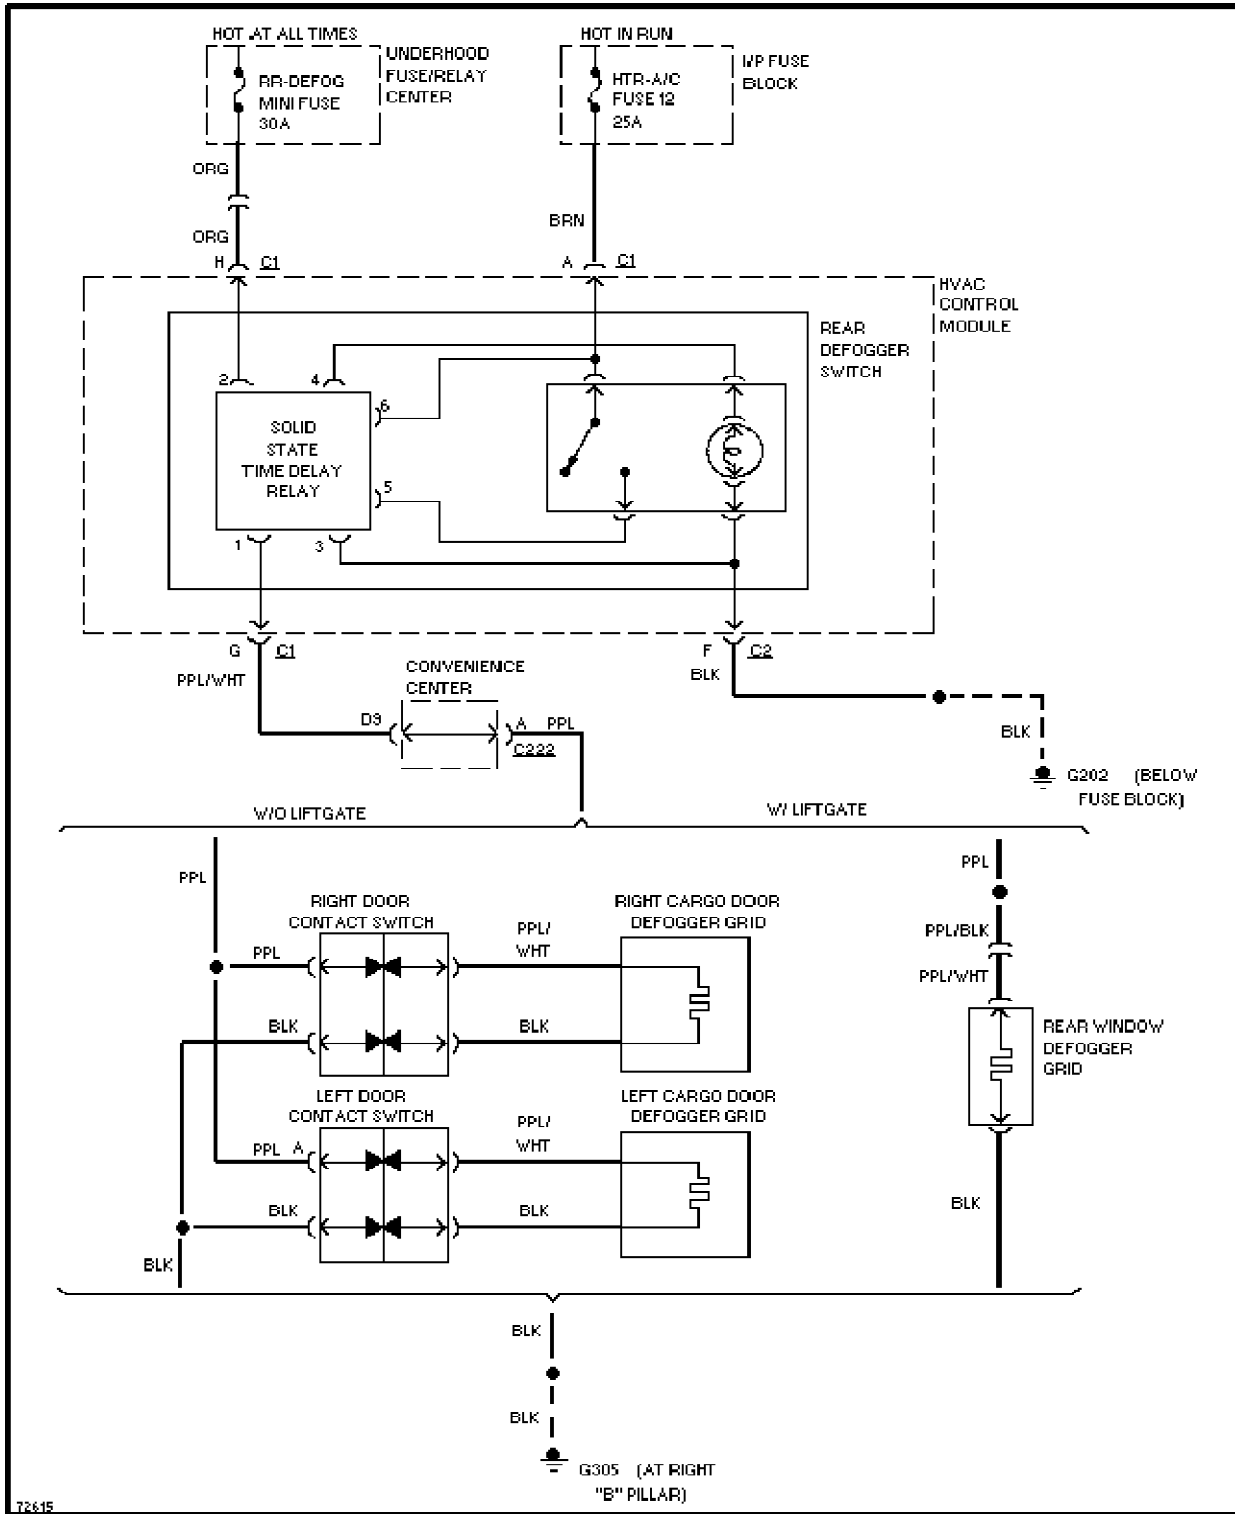 HOT AT ALL TIMES
HOT IN RUN
UNDERHOOD
FUSE/RELAY
CENTER
RR-DEFOG
MINI FUSE
30A
I/P FUSE
BLOCK
HTR-A/C
FUSE 12
25A
ORG
ORG
BRN
H C1
A C1
HVAC
CONTROL
MODULE
REAR
DEFOGGER
SWITCH
2
4
6
SOLID
STATE
TIME DELAY
RELAY
5
1
3
G C1
F C2
PPL/WHT
BLK
CONVENIENCE
CENTER
D9
A PPL
C222
BLK
G202 (BELOW
FUSE BLOCK)
W/O LIFTGATE
W/ LIFTGATE
PPL
PPL
RIGHT DOOR
CONTACT SWITCH
RIGHT CARGO DOOR
DEFOGGER GRID
PPL
PPL/
WHT
PPL/BLK
PPL/WHT
BLK
BLK
REAR WINDOW
DEFOGGER
GRID
LEFT DOOR
CONTACT SWITCH
LEFT CARGO DOOR
DEFOGGER GRID
PPL A
PPL/
WHT
BLK
BLK
BLK
BLK
BLK
BLK
G305 (AT RIGHT
"B" PILLAR)
72615